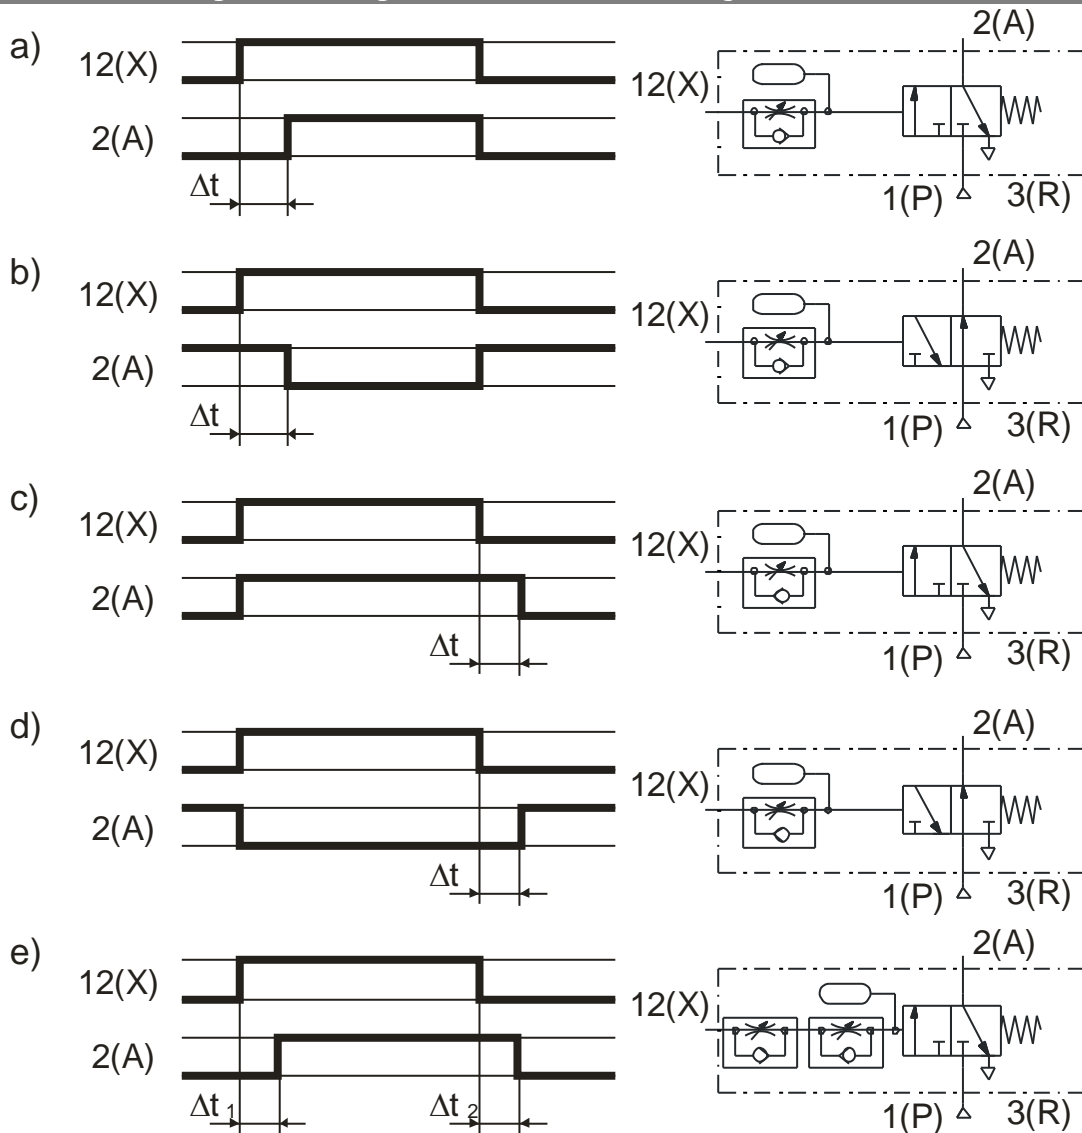 a)
12(X)
2(A)
Δt
2(A)
12(X)
1(P)
3(R)
b)
12(X)
2(A)
Δt
2(A)
12(X)
1(P)
3(R)
c)
12(X)
2(A)
Δt
2(A)
12(X)
1(P)
3(R)
d)
12(X)
2(A)
Δt
2(A)
12(X)
1(P)
3(R)
e)
12(X)
2(A)
Δt 1
Δt 2
2(A)
12(X)
1(P)
3(R)